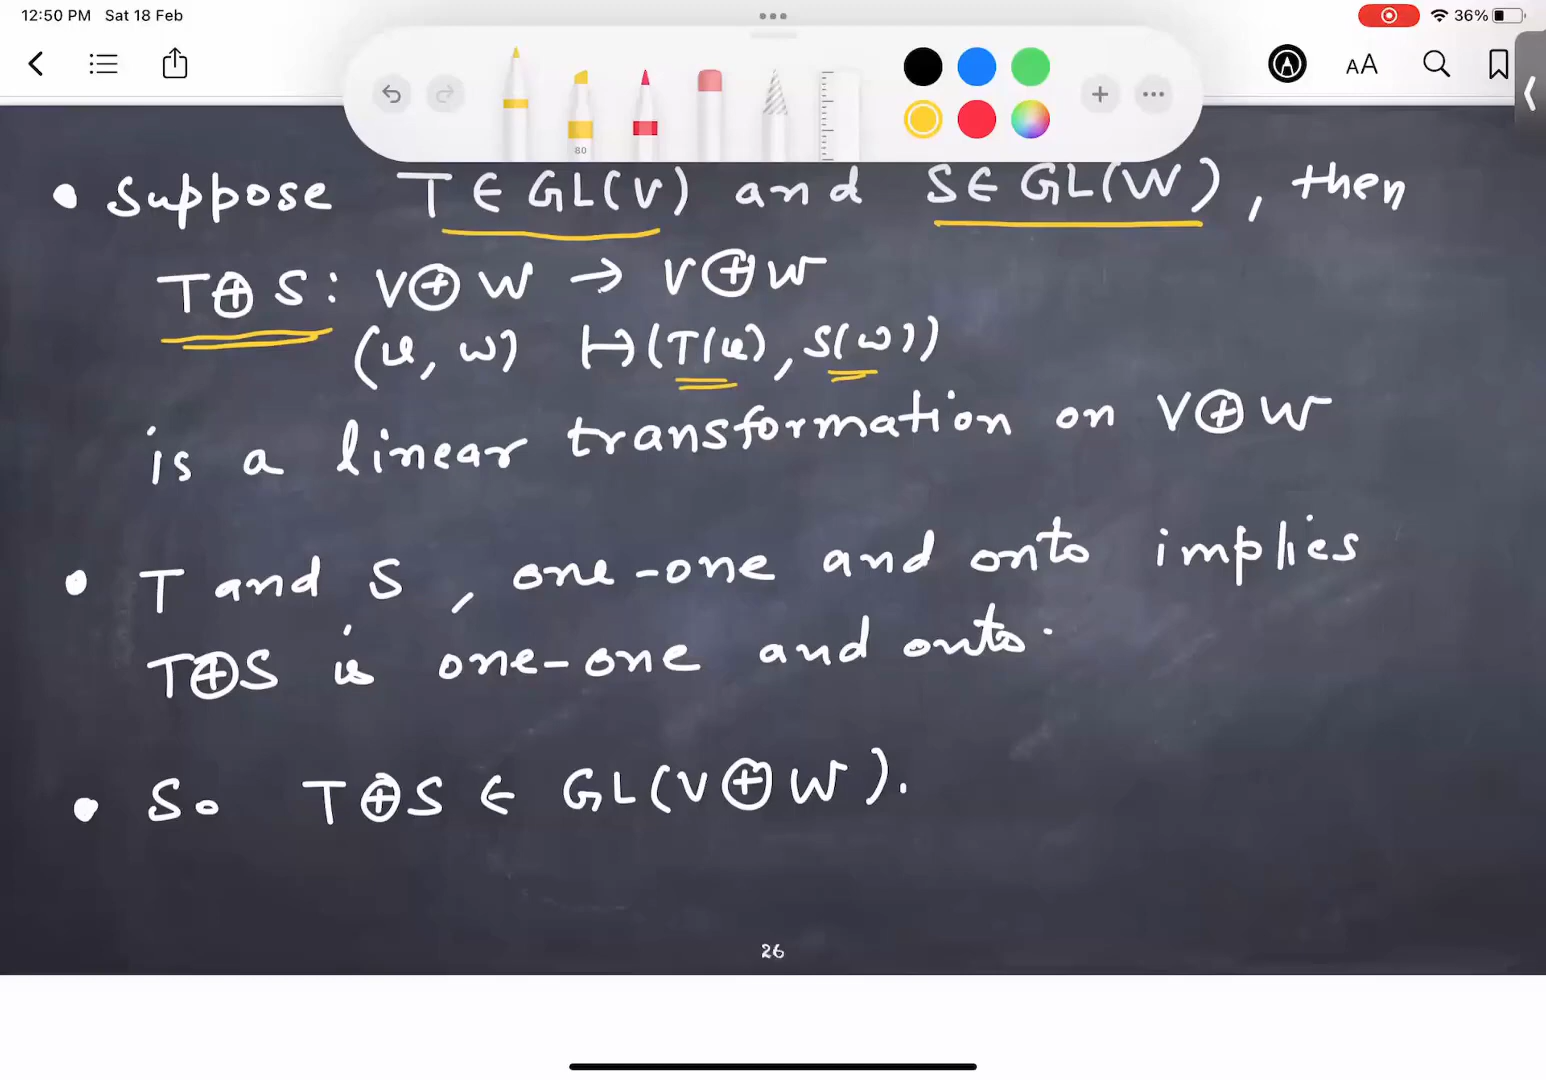 12:50 PM Sat 18 Feb
36%
AA
80
• Suppose T ∈ GL(V) and S ∈ GL(W), then
T⊕S: V⊕W → V⊕W
(v, w) ↦ (T(v), S(w))
is a linear transformation on V⊕W
• T and S, one-one and onto implies
T⊕S is one-one and onto.
• So T⊕S ∈ GL(V⊕W).
26